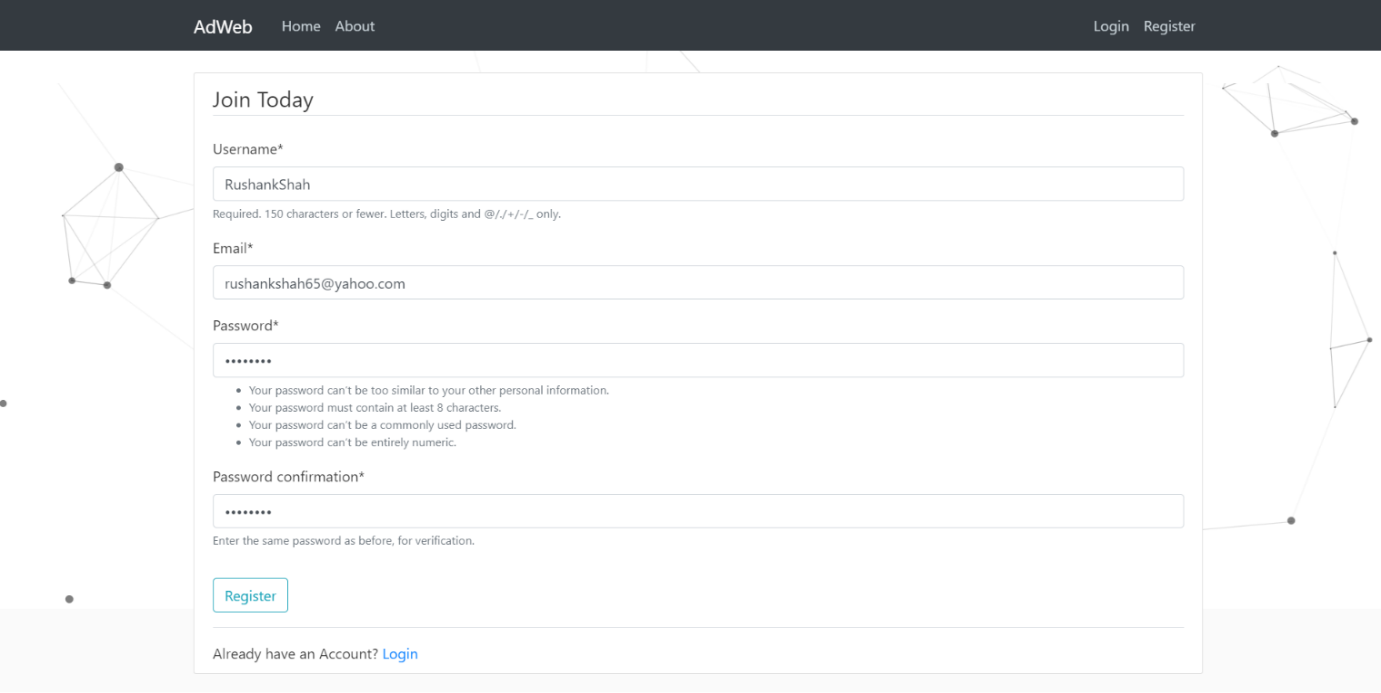 AdWeb Home About Login Register
Join Today
Username*
RushankShah
Required. 150 characters or fewer. Letters, digits and @/./+/-/_ only.
Email*
rushankshah65@yahoo.com
Password*
••••••••
• Your password can't be too similar to your other personal information.
• Your password must contain at least 8 characters.
• Your password can't be a commonly used password.
• Your password can't be entirely numeric.
Password confirmation*
••••••••
Enter the same password as before, for verification.
Register
Already have an Account? Login